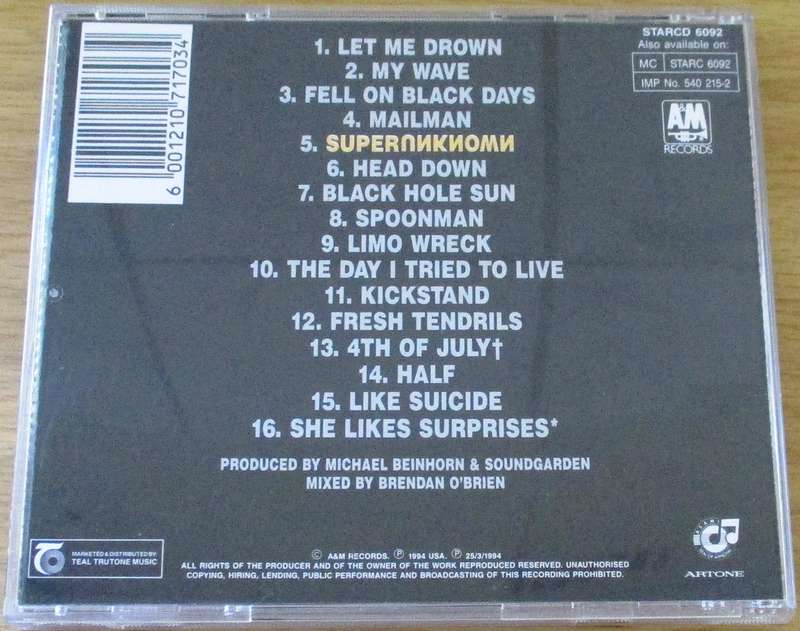 6 001210 717034
STARCD 6092
Also available on:
MC STARC 6092
IMP No. 540 215-2
A&M
RECORDS
1. LET ME DROWN
2. MY WAVE
3. FELL ON BLACK DAYS
4. MAILMAN
5. SUPERUNKNOWN
6. HEAD DOWN
7. BLACK HOLE SUN
8. SPOONMAN
9. LIMO WRECK
10. THE DAY I TRIED TO LIVE
11. KICKSTAND
12. FRESH TENDRILS
13. 4TH OF JULY†
14. HALF
15. LIKE SUICIDE
16. SHE LIKES SURPRISES*
PRODUCED BY MICHAEL BEINHORN & SOUNDGARDEN
MIXED BY BRENDAN O'BRIEN
MARKETED & DISTRIBUTED BY:
TEAL TRUTONE MUSIC
Ⓒ A&M RECORDS. Ⓟ 1994 USA. Ⓟ 25/3/1994
ALL RIGHTS OF THE PRODUCER AND OF THE OWNER OF THE WORK REPRODUCED RESERVED. UNAUTHORISED
COPYING, HIRING, LENDING, PUBLIC PERFORMANCE AND BROADCASTING OF THIS RECORDING PROHIBITED.
ARTONE